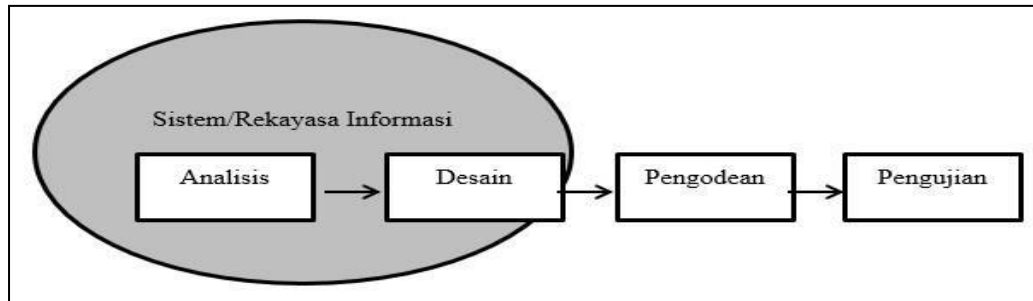 Sistem/Rekayasa Informasi
Analisis
Desain
Pengodean
Pengujian